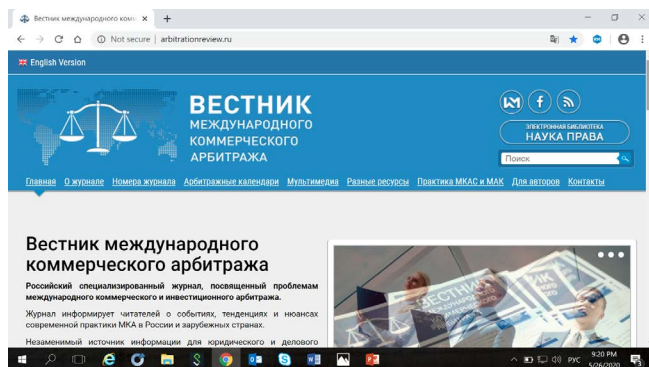 Вестник международного ком
Not secure | arbitrationreview.ru
English Version
ВЕСТНИК
МЕЖДУНАРОДНОГО
КОММЕРЧЕСКОГО
АРБИТРАЖА
ЭЛЕКТРОННАЯ БИБЛИОТЕКА
НАУКА ПРАВА
Поиск
Главная О журнале Номера журнала Арбитражные календари Мультимедиа Разные ресурсы Практика МКАС и МАК Для авторов Контакты
Вестник международного
коммерческого арбитража
Российский специализированный журнал, посвященный проблемам
международного коммерческого и инвестиционного арбитража.
Журнал информирует читателей о событиях, тенденциях и нюансах
современной практики МКА в России и зарубежных странах.
Незаменимый источник информации для юридического и делового
ВЕСТНИК
РУС
9:20 PM
5/26/2020